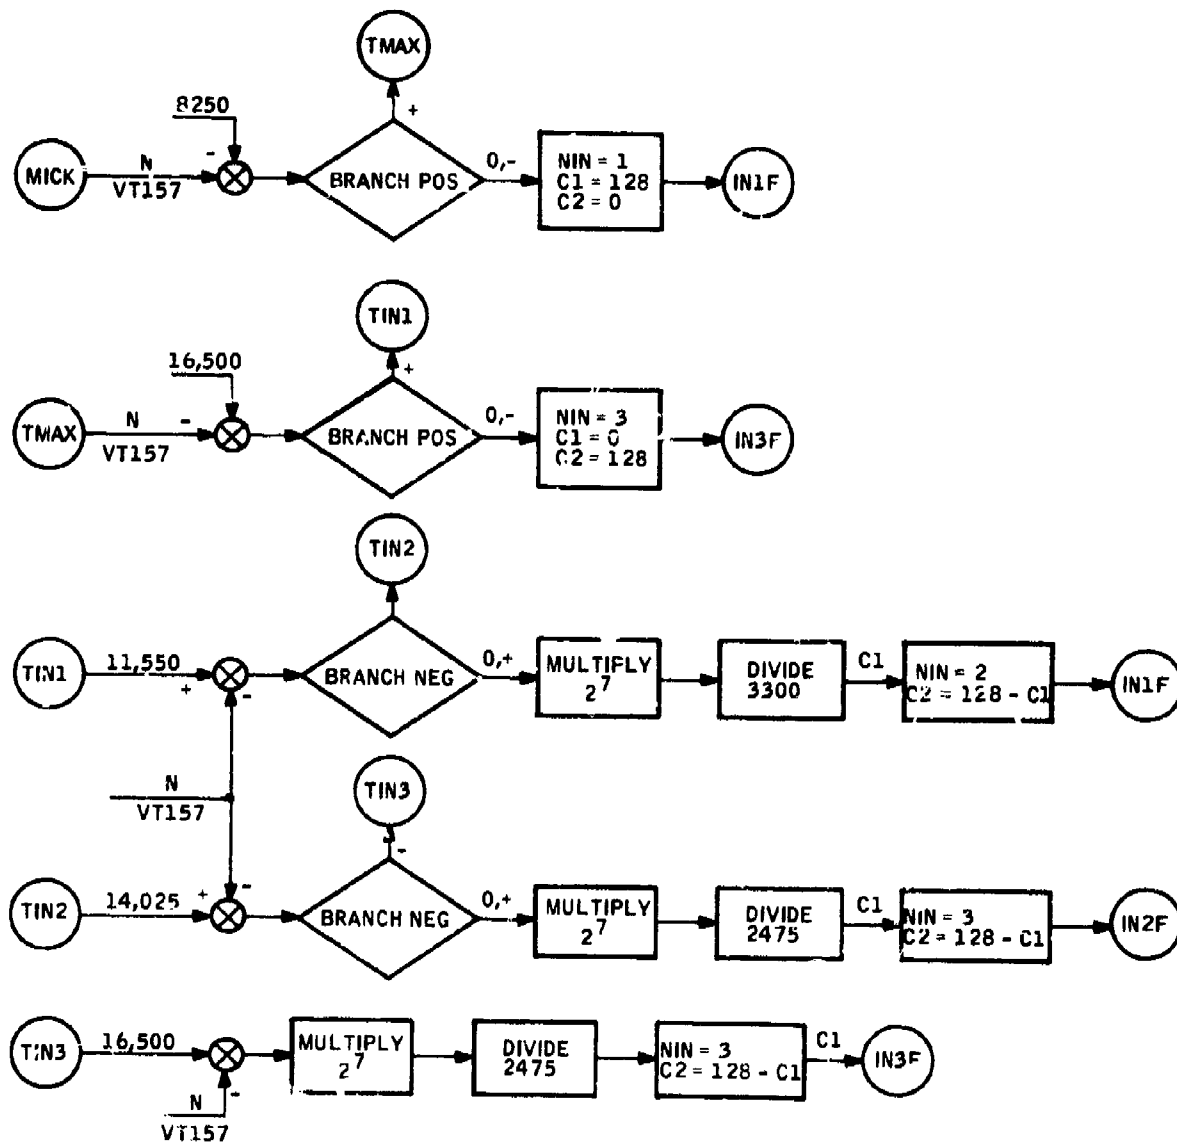 TMAX
+
8250
MICK
N
VT157
-
BRANCH POS
0,-
NIN = 1
C1 = 128
C2 = 0
IN1F
TIN1
+
16,500
TMAX
N
VT157
-
BRANCH POS
0,-
NIN = 3
C1 = 0
C2 = 128
IN3F
TIN2
TIN1
11,550
+
-
BRANCH NEG
0,+
MULTIPLY
2^7
DIVIDE
3300
C1
NIN = 2
C2 = 128 - C1
IN1F
N
VT157
TIN3
-
TIN2
14,025
+
-
BRANCH NEG
0,+
MULTIPLY
2^7
DIVIDE
2475
C1
NIN = 3
C2 = 128 - C1
IN2F
TIN3
16,500
N
VT157
-
MULTIPLY
2^7
DIVIDE
2475
NIN = 3
C2 = 128 - C1
C1
IN3F